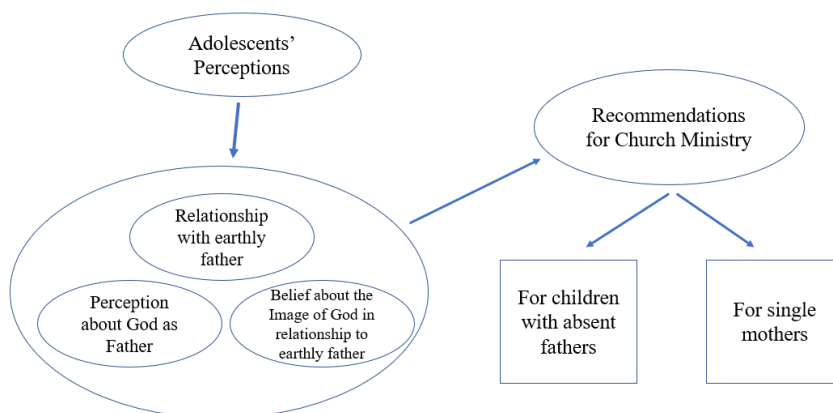 Adolescents'
Perceptions
Recommendations
for Church Ministry
Relationship
with earthly
father
Perception
about God as
Father
Belief about the
Image of God in
relationship to
earthly father
For children
with absent
fathers
For single
mothers